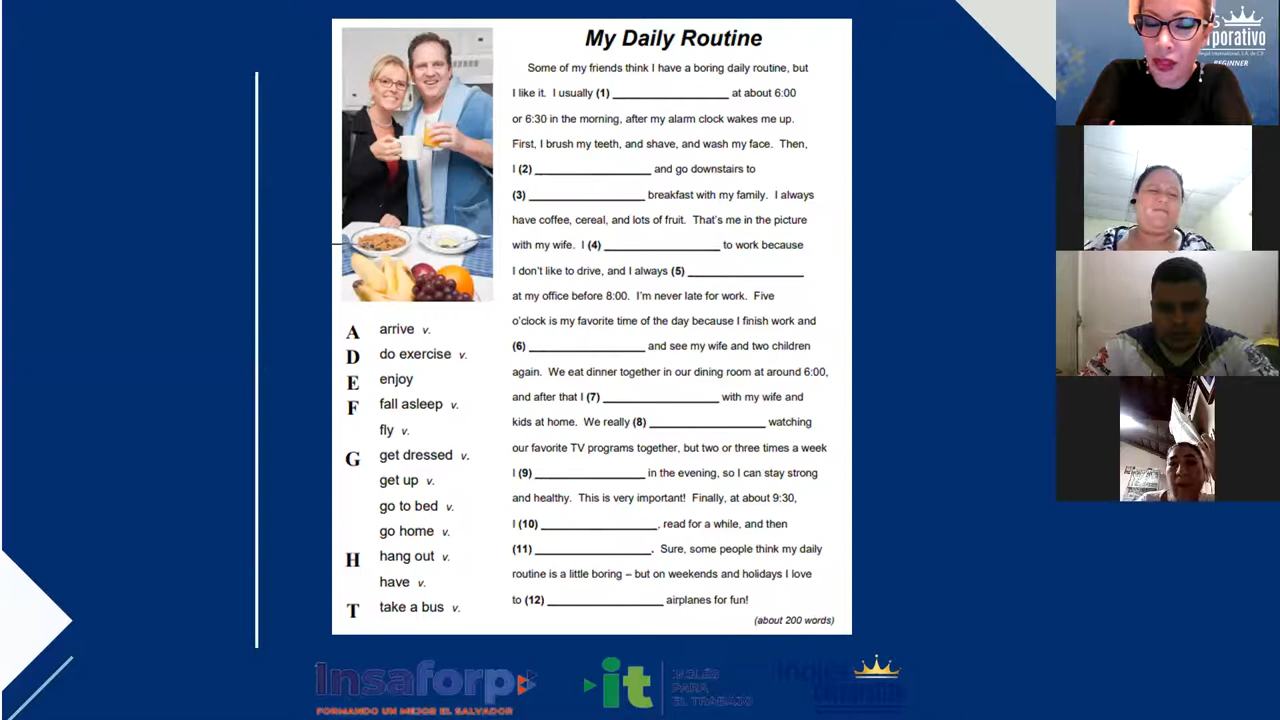 My Daily Routine
Some of my friends think I have a boring daily routine, but
I like it. I usually (1) ____________________ at about 6:00
or 6:30 in the morning, after my alarm clock wakes me up.
First, I brush my teeth, and shave, and wash my face. Then,
I (2) ____________________ and go downstairs to
(3) ____________________ breakfast with my family. I always
have coffee, cereal, and lots of fruit. That's me in the picture
with my wife. I (4) ____________________ to work because
I don't like to drive, and I always (5) ____________________
at my office before 8:00. I'm never late for work. Five
o'clock is my favorite time of the day because I finish work and
(6) ____________________ and see my wife and two children
again. We eat dinner together in our dining room at around 6:00,
and after that I (7) ____________________ with my wife and
kids at home. We really (8) ____________________ watching
our favorite TV programs together, but two or three times a week
I (9) ____________________ in the evening, so I can stay strong
and healthy. This is very important! Finally, at about 9:30,
I (10) ____________________, read for a while, and then
(11) ____________________. Sure, some people think my daily
routine is a little boring – but on weekends and holidays I love
to (12) ____________________ airplanes for fun!
(about 200 words)
A arrive v.
D do exercise v.
E enjoy
F fall asleep v.
fly v.
G get dressed v.
get up v.
go to bed v.
go home v.
H hang out v.
have v.
T take a bus v.
Insaforp
FORMANDO UN MEJOR EL SALVADOR
it
INGLÉS
PARA
EL TRABAJO
BEGINNER